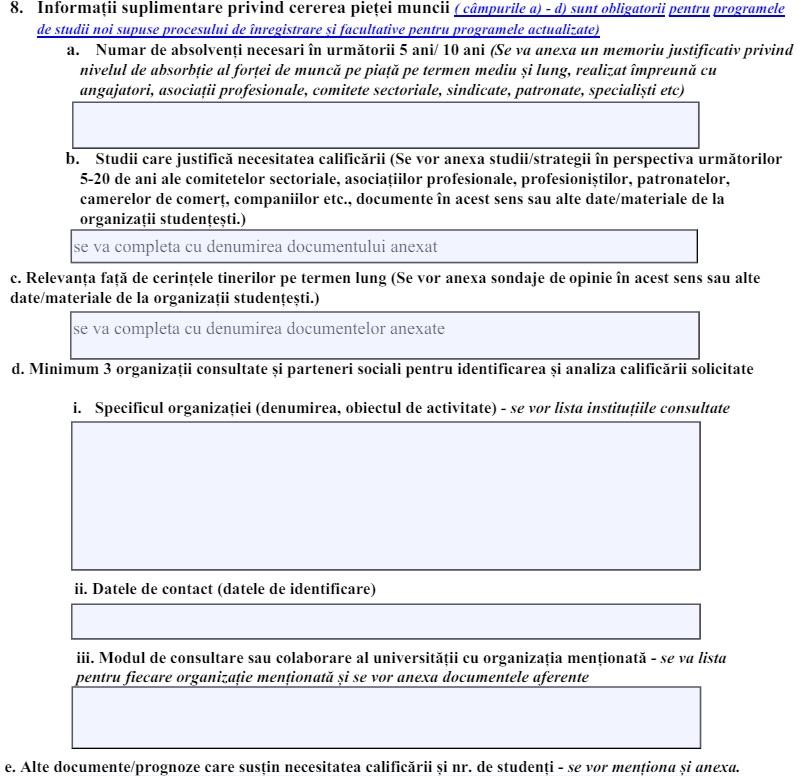 8. Informații suplimentare privind cererea pieței muncii ( câmpurile a) - d) sunt obligatorii pentru programele
de studii noi supuse procesului de înregistrare și facultative pentru programele actualizate)
a. Numar de absolvenți necesari în următorii 5 ani/ 10 ani (Se va anexa un memoriu justificativ privind
nivelul de absorbție al forței de muncă pe piață pe termen mediu și lung, realizat împreună cu
angajatori, asociații profesionale, comitete sectoriale, sindicate, patronate, specialiști etc)
b. Studii care justifică necesitatea calificării (Se vor anexa studii/strategii în perspectiva următorilor
5-20 de ani ale comitetelor sectoriale, asociațiilor profesionale, profesioniștilor, patronatelor,
camerelor de comerț, companiilor etc., documente în acest sens sau alte date/materiale de la
organizații studențești.)
se va completa cu denumirea documentului anexat
c. Relevanța față de cerințele tinerilor pe termen lung (Se vor anexa sondaje de opinie în acest sens sau alte
date/materiale de la organizații studențești.)
se va completa cu denumirea documentelor anexate
d. Minimum 3 organizații consultate și parteneri sociali pentru identificarea și analiza calificării solicitate
i. Specificul organizației (denumirea, obiectul de activitate) - se vor lista instituțiile consultate
ii. Datele de contact (datele de identificare)
iii. Modul de consultare sau colaborare al universității cu organizația menționată - se va lista
pentru fiecare organizație menționată și se vor anexa documentele aferente
e. Alte documente/prognoze care susțin necesitatea calificării și nr. de studenți - se vor menționa și anexa.